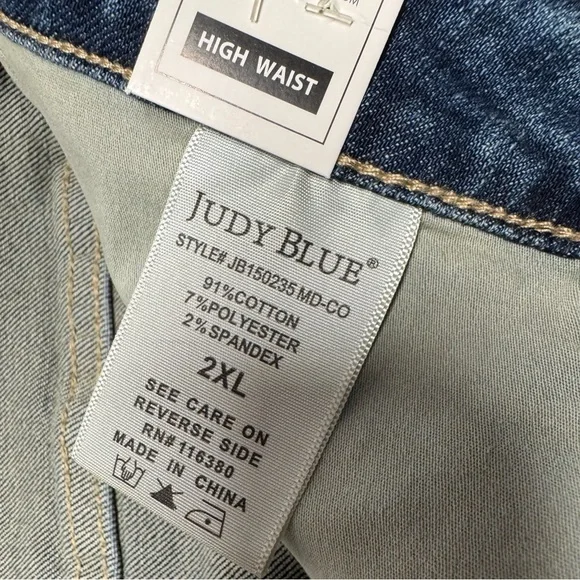 HIGH WAIST
JUDY BLUE®
STYLE# JB150235 MD-CO
91%COTTON
7%POLYESTER
2%SPANDEX
2XL
SEE CARE ON
REVERSE SIDE
RN# 116380
MADE IN CHINA